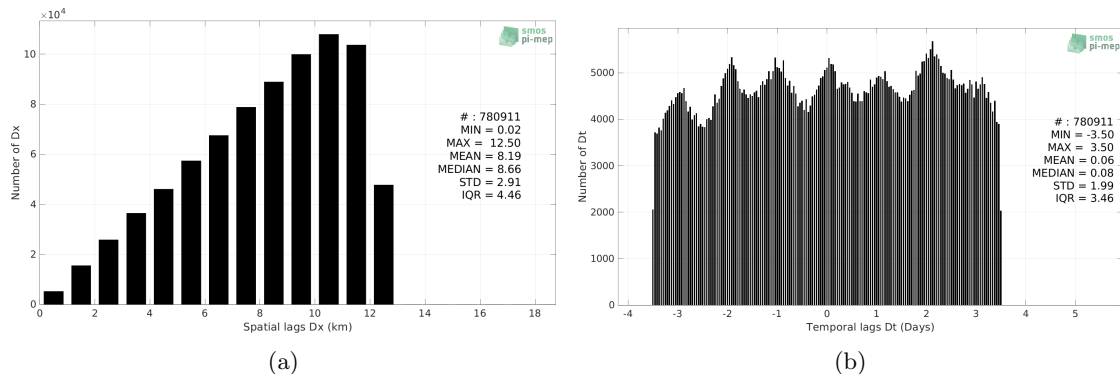 ×10⁴
10
8
6
4
2
0
Number of Dx
0 2 4 6 8 10 12 14 16 18
Spatial lags Dx (km)
smos
pi-mep
# : 780911
MIN = 0.02
MAX = 12.50
MEAN = 8.19
MEDIAN = 8.66
STD = 2.91
IQR = 4.46
(a)
5000
4000
3000
2000
1000
0
Number of Dt
-4 -3 -2 -1 0 1 2 3 4 5
Temporal lags Dt (Days)
smos
pi-mep
# : 780911
MIN = -3.50
MAX = 3.50
MEAN = 0.06
MEDIAN = 0.08
STD = 1.99
IQR = 3.46
(b)